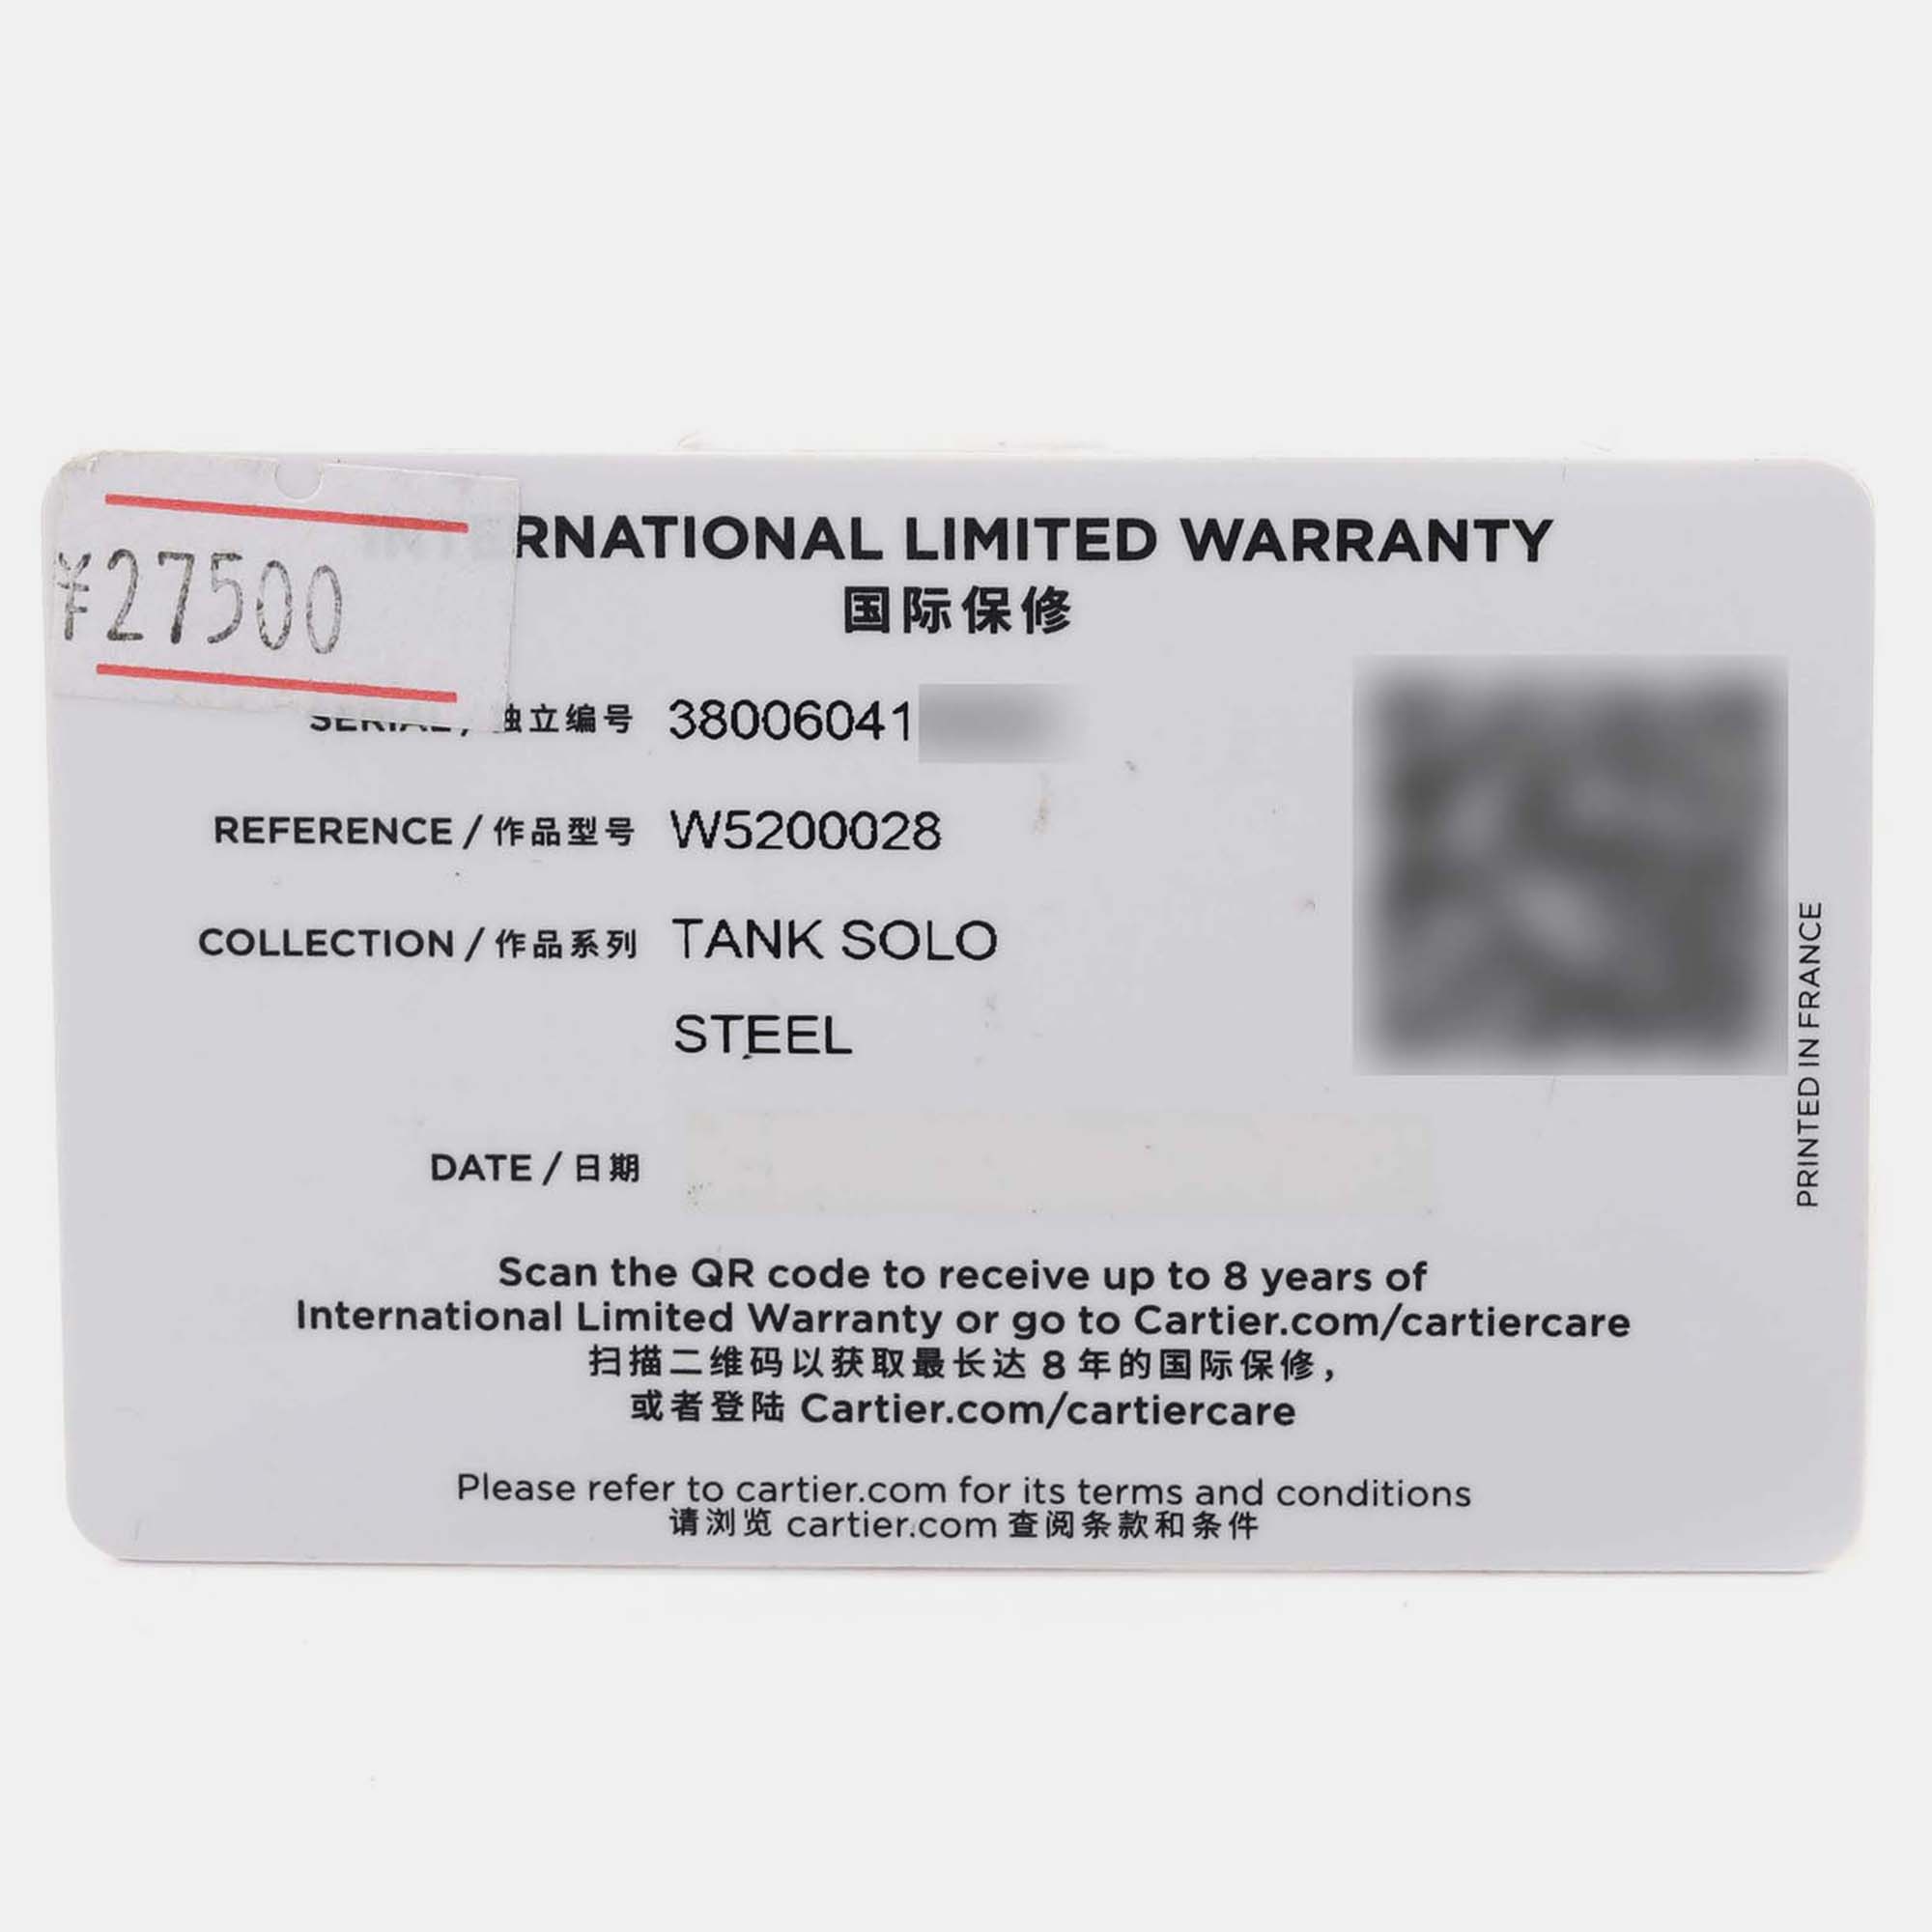 ¥27500
INTERNATIONAL LIMITED WARRANTY
国际保修
SERIAL / 独立编号 38006041
REFERENCE / 作品型号 W5200028
COLLECTION / 作品系列 TANK SOLO
STEEL
DATE / 日期
PRINTED IN FRANCE
Scan the QR code to receive up to 8 years of
International Limited Warranty or go to Cartier.com/cartiercare
扫描二维码以获取最长达 8 年的国际保修，
或者登陆 Cartier.com/cartiercare
Please refer to cartier.com for its terms and conditions
请浏览 cartier.com 查阅条款和条件